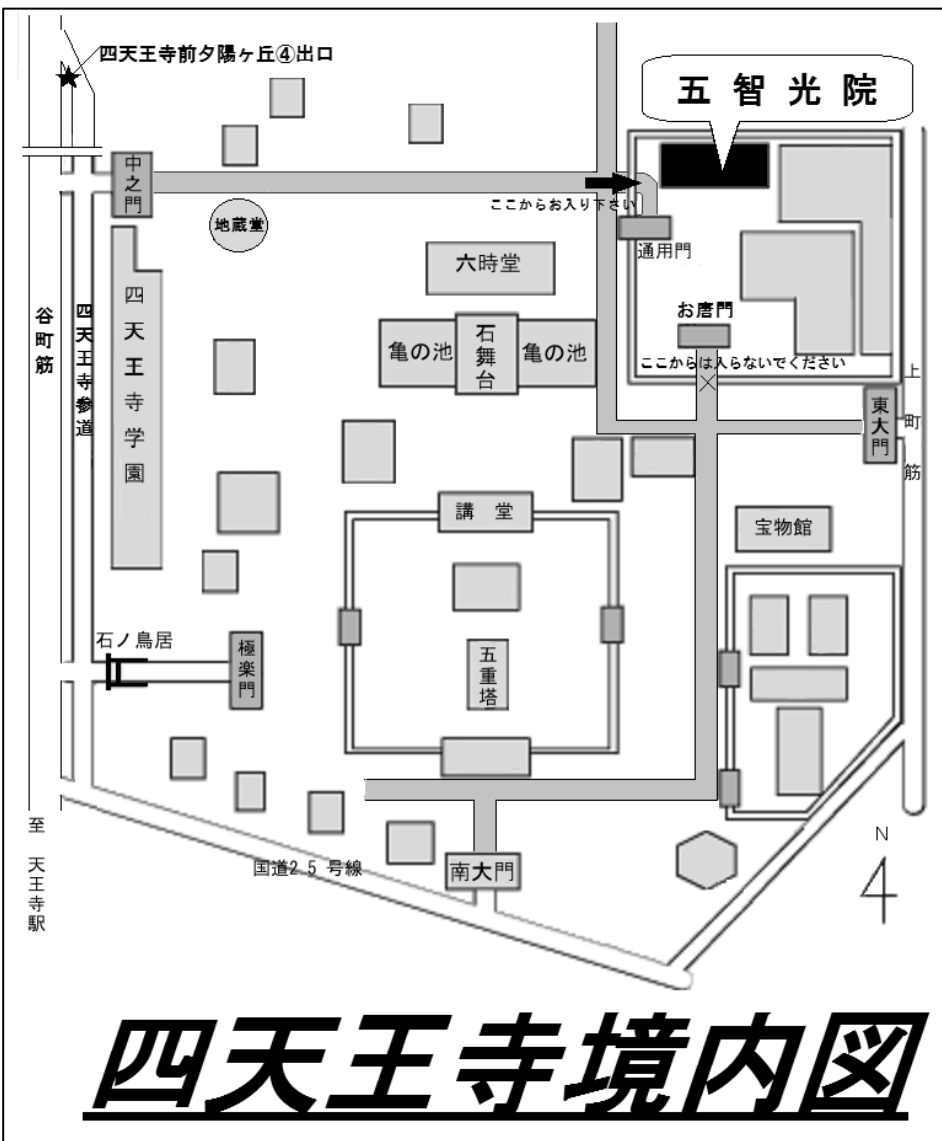 四天王寺前夕陽ヶ丘④出口
五智光院
中之門
ここからお入り下さい
地蔵堂
通用門
六時堂
四天王寺学園
谷町筋
四天王寺参道
お唐門
亀の池
石舞台
亀の池
ここからは入らないでください
上町筋
東大門
講堂
宝物館
石ノ鳥居
極楽門
五重塔
至 天王寺駅
国道25号線
南大門
N
四天王寺境内図